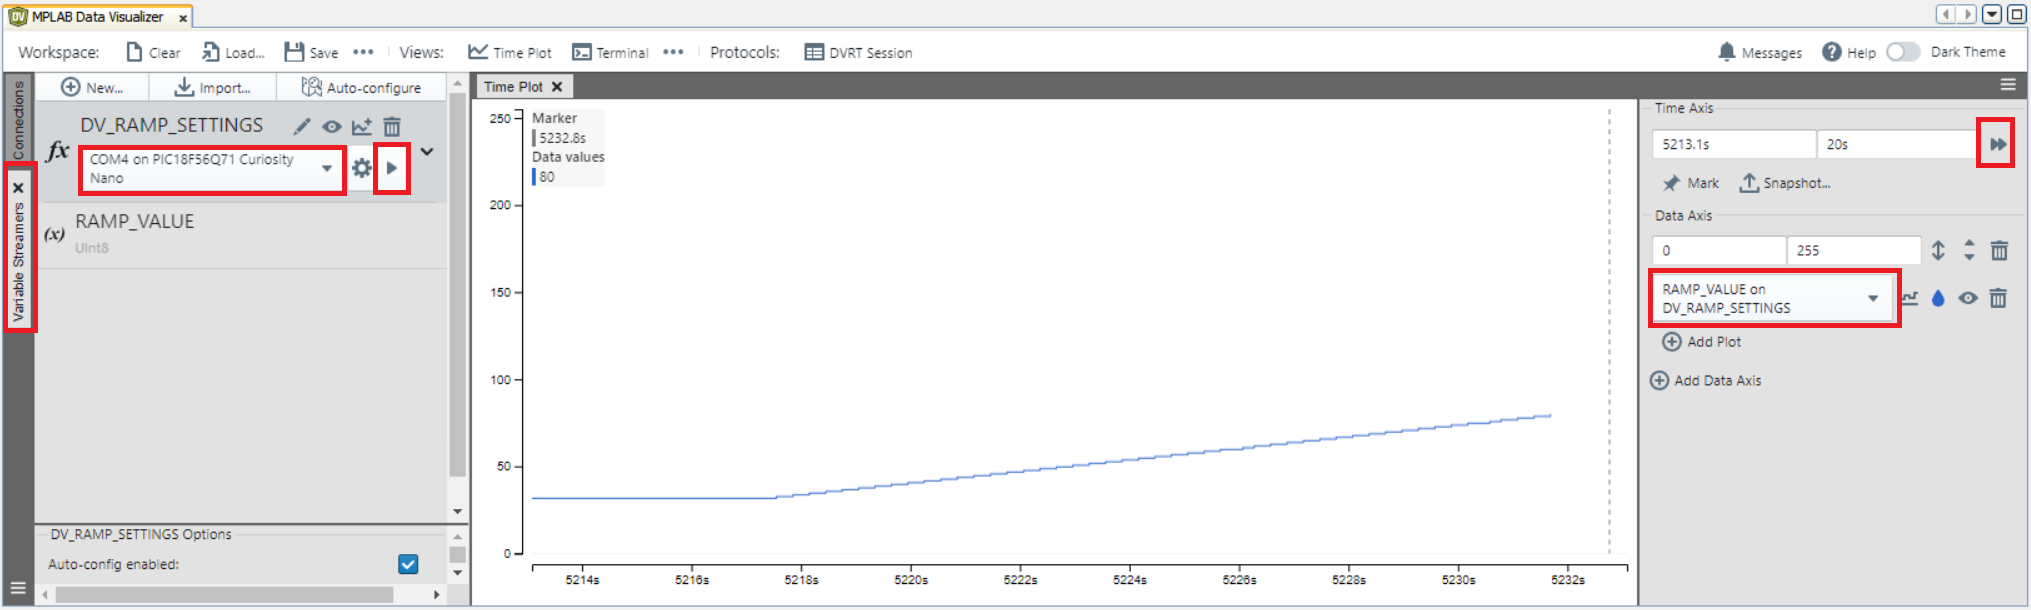 DV MPLAB Data Visualizer ×
Workspace: Clear Load... Save ••• Views: Time Plot Terminal ••• Protocols: DVRT Session Messages ? Help Dark Theme
Connections
Variable Streamers ×
New... Import... Auto-configure
DV_RAMP_SETTINGS
fx
COM4 on PIC18F56Q71 Curiosity
Nano
(x) RAMP_VALUE
UInt8
DV_RAMP_SETTINGS Options
Auto-config enabled:
Time Plot ×
Marker
5232.8s
Data values
80
250
200
150
100
50
0
5214s 5216s 5218s 5220s 5222s 5224s 5226s 5228s 5230s 5232s
Time Axis
5213.1s 20s
Mark Snapshot...
Data Axis
0 255
RAMP_VALUE on
DV_RAMP_SETTINGS
Add Plot
Add Data Axis